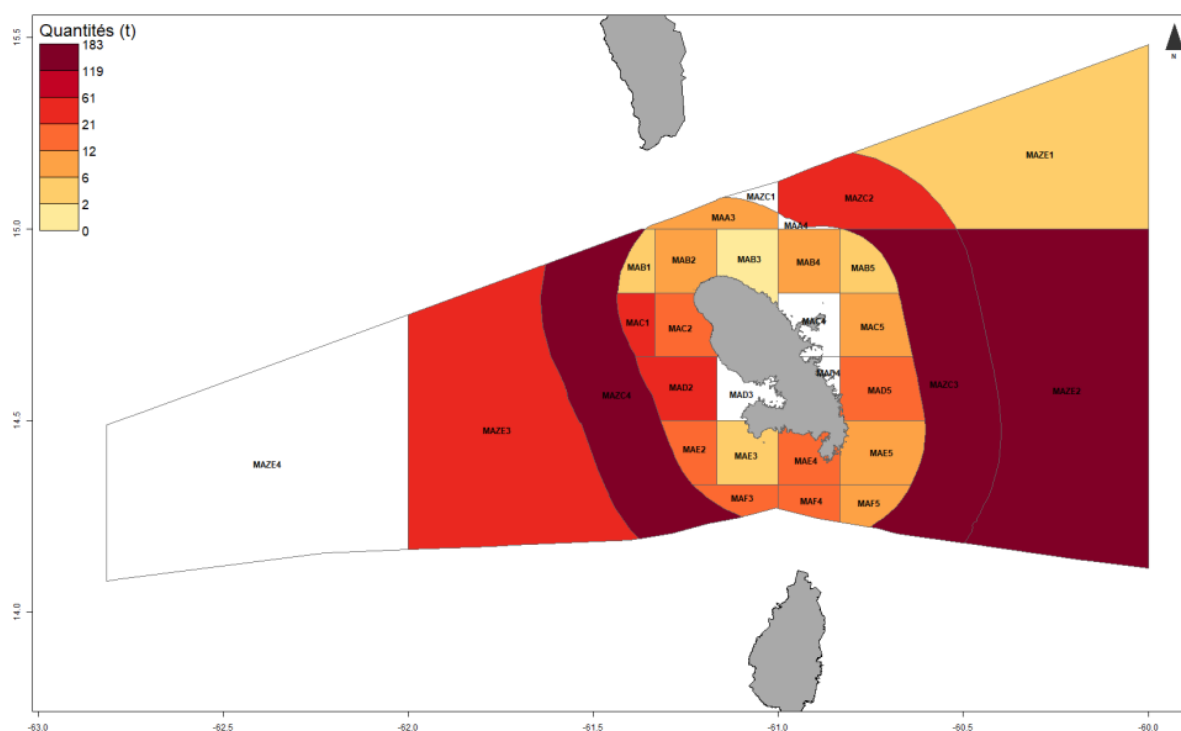 Quantités (t)
183
119
61
21
12
6
2
0
N
15.5
15.0
14.5
14.0
MAZE1
MAZC1
MAZC2
MAA3
MAA4
MAB1
MAB2
MAB3
MAB4
MAB5
MAC1
MAC2
MAC4
MAC5
MAD2
MAD3
MAD4
MAD5
MAZC3
MAZE2
MAZC4
MAZE3
MAZE4
MAE2
MAE3
MAE4
MAE5
MAF3
MAF4
MAF5
-63.0
-62.5
-62.0
-61.5
-61.0
-60.5
-60.0